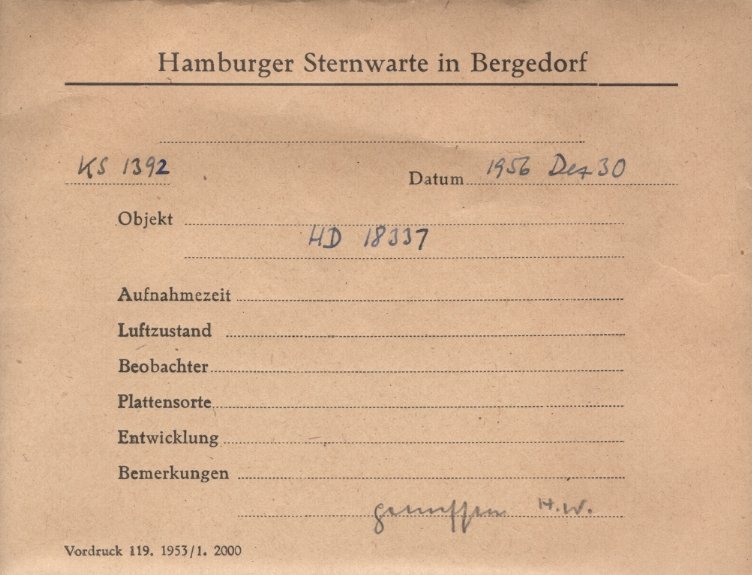 Hamburger Sternwarte in Bergedorf
KS 1392
Datum 1956 Dez 30
Objekt
HD 18337
Aufnahmezeit
Luftzustand
Beobachter
Plattensorte
Entwicklung
Bemerkungen
gemessen H.W.
Vordruck 119. 1953/1. 2000